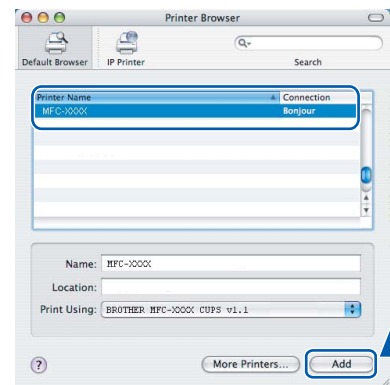 Printer Browser
Default Browser
IP Printer
Search
Printer Name Connection
MFC-XXXX Bonjour
Name: MFC-XXXX
Location:
Print Using: BROTHER MFC-XXXX CUPS v1.1
? More Printers... Add